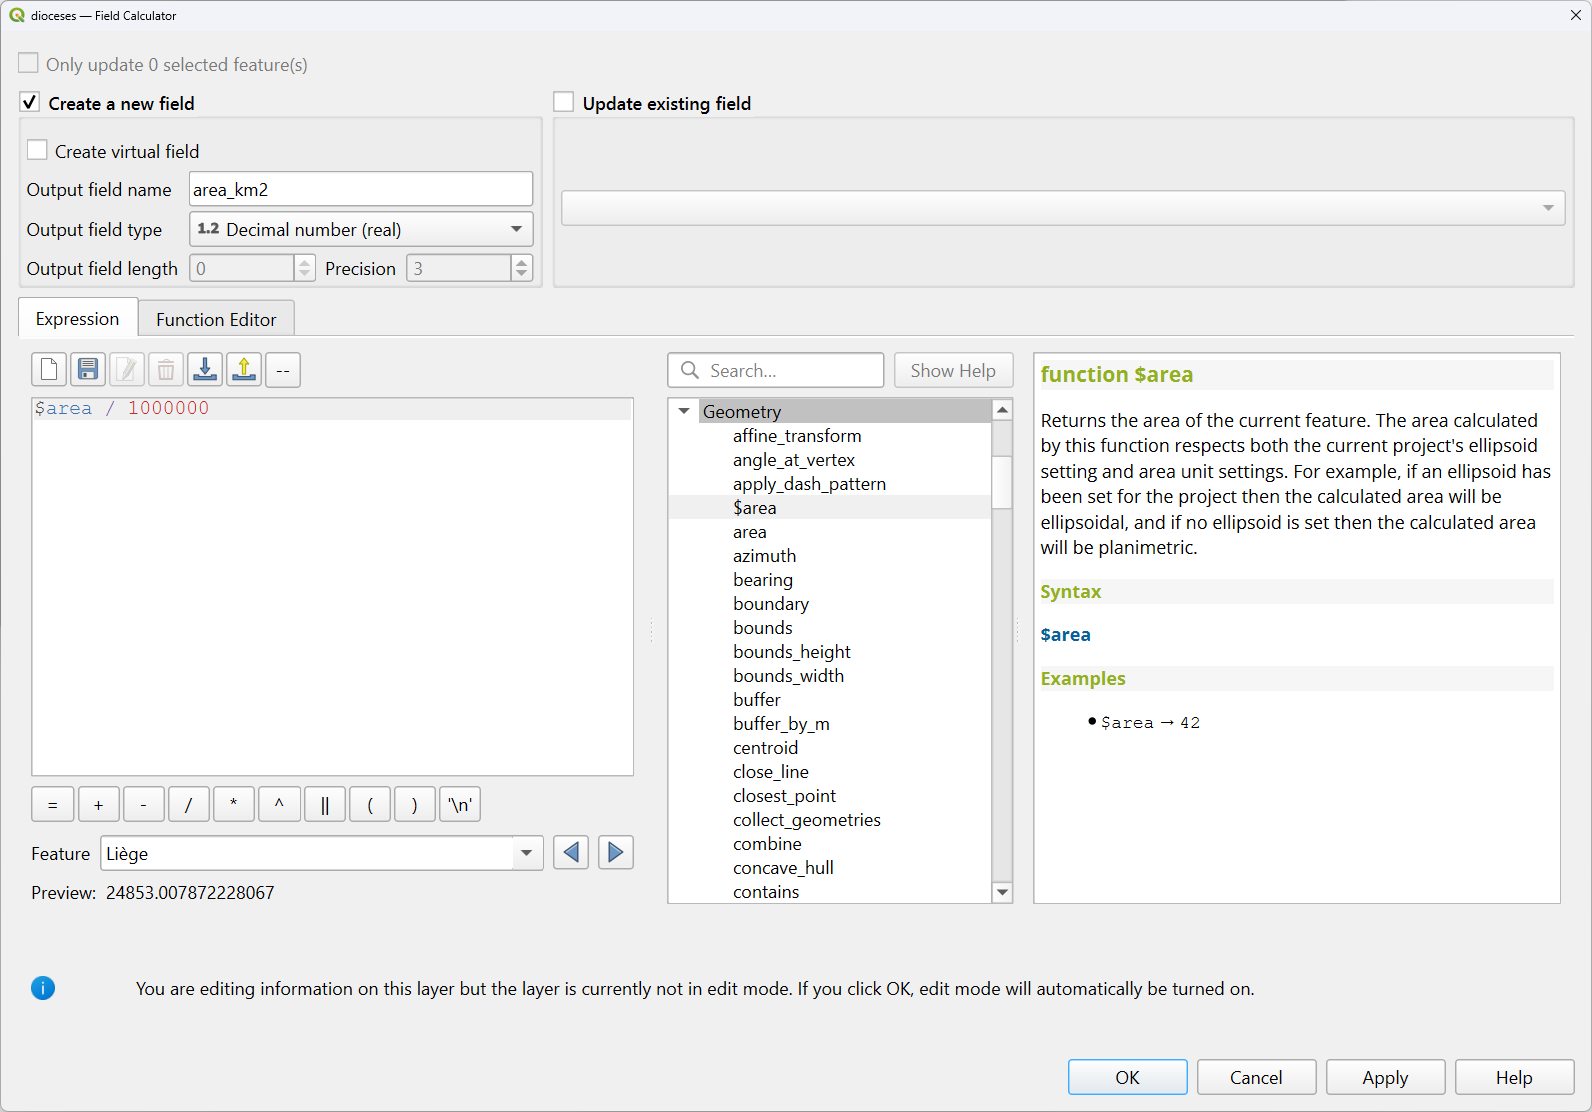 dioceses — Field Calculator
Only update 0 selected feature(s)
Create a new field
Update existing field
Create virtual field
Output field name area_km2
Output field type 1.2 Decimal number (real)
Output field length 0 Precision 3
Expression Function Editor
--
$area / 1000000
= + - / * ^ || ( ) '\n'
Feature Liège
Preview: 24853.007872228067
Search... Show Help
Geometry
affine_transform
angle_at_vertex
apply_dash_pattern
$area
area
azimuth
bearing
boundary
bounds
bounds_height
bounds_width
buffer
buffer_by_m
centroid
close_line
closest_point
collect_geometries
combine
concave_hull
contains
function $area
Returns the area of the current feature. The area calculated
by this function respects both the current project's ellipsoid
setting and area unit settings. For example, if an ellipsoid has
been set for the project then the calculated area will be
ellipsoidal, and if no ellipsoid is set then the calculated area
will be planimetric.
Syntax
$area
Examples
• $area → 42
You are editing information on this layer but the layer is currently not in edit mode. If you click OK, edit mode will automatically be turned on.
OK Cancel Apply Help